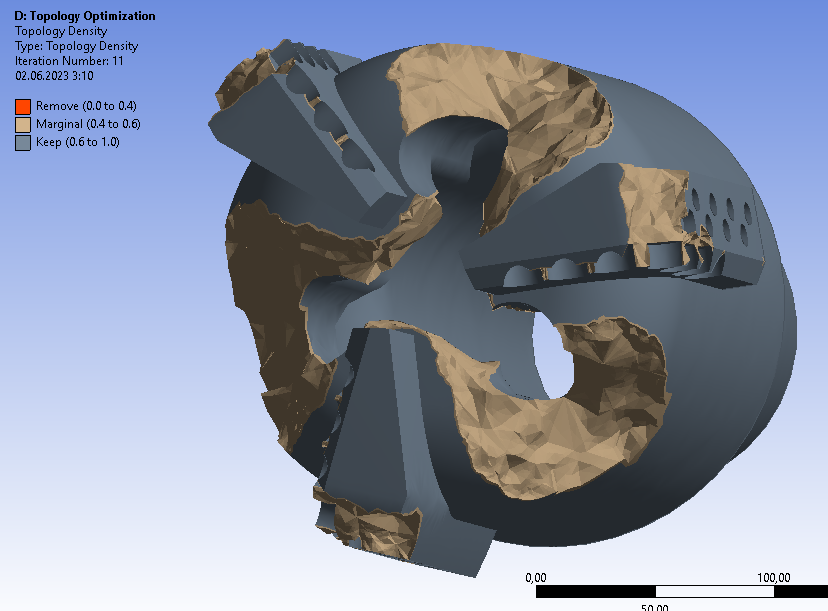 D: Topology Optimization
Topology Density
Type: Topology Density
Iteration Number: 11
02.06.2023 3:10
Remove (0.0 to 0.4)
Marginal (0.4 to 0.6)
Keep (0.6 to 1.0)
0,00 100,00
50,00